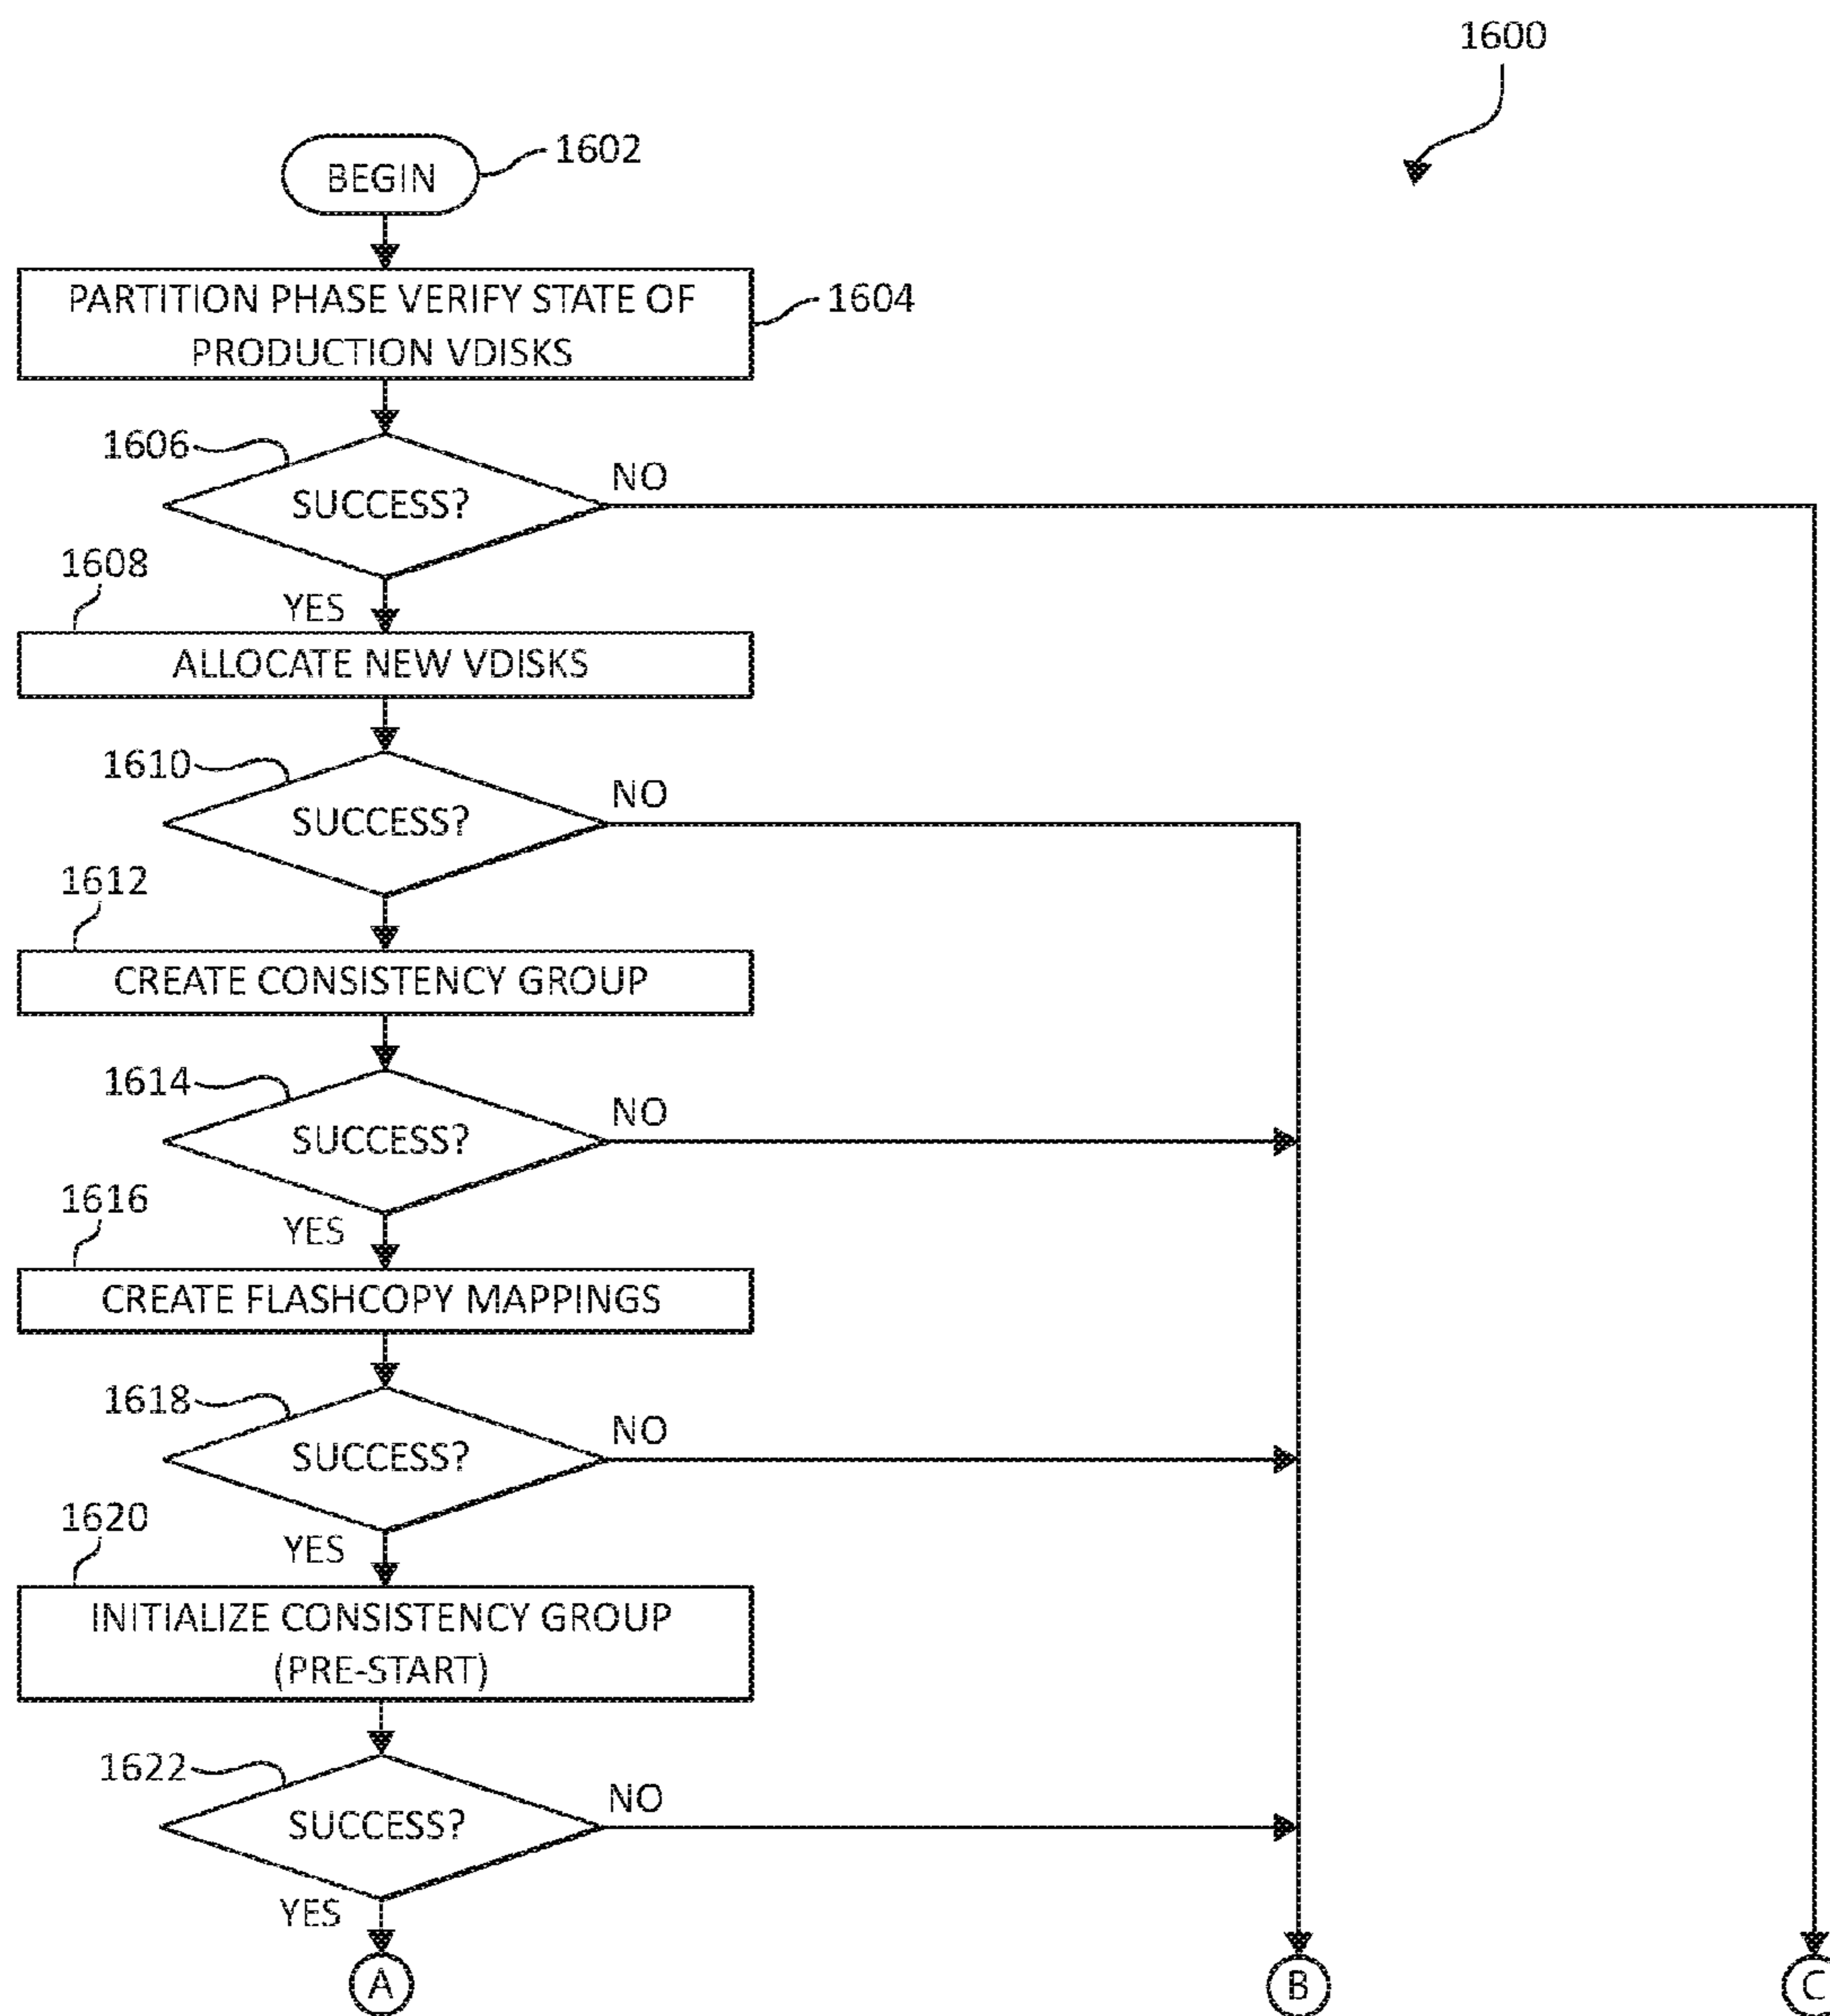 1600
BEGIN
1602
PARTITION PHASE VERIFY STATE OF
PRODUCTION VDISKS
1604
1606
SUCCESS?
NO
YES
1608
ALLOCATE NEW VDISKS
1610
SUCCESS?
NO
1612
CREATE CONSISTENCY GROUP
1614
SUCCESS?
NO
YES
1616
CREATE FLASHCOPY MAPPINGS
1618
SUCCESS?
NO
YES
1620
INITIALIZE CONSISTENCY GROUP
(PRE-START)
1622
SUCCESS?
NO
YES
A
B
C